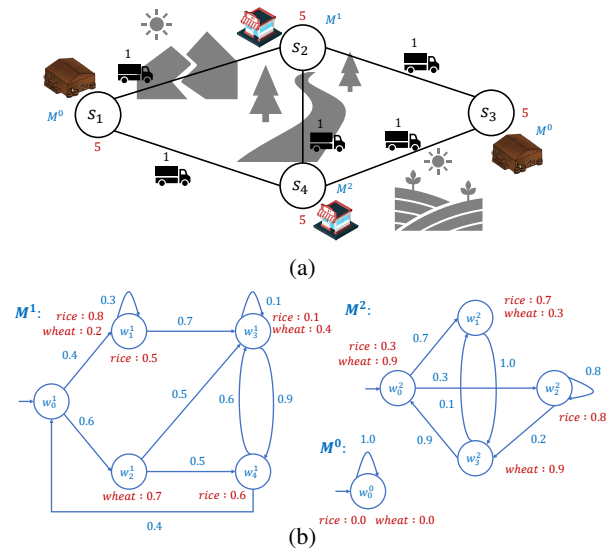 5
M^1
s_2
1
1
s_1
M^0
5
s_3
5
M^0
1
1
1
s_4
M^2
5
(a)
M^1:
rice : 0.8
wheat : 0.2
0.3
w_1^1
rice : 0.5
0.7
0.1
w_3^1
rice : 0.1
wheat : 0.4
0.4
w_0^1
0.6
0.5
0.6
0.9
w_2^1
wheat : 0.7
0.5
w_4^1
rice : 0.6
0.4
M^2:
rice : 0.7
wheat : 0.3
w_1^2
0.7
rice : 0.3
wheat : 0.9
w_0^2
0.3
1.0
0.1
w_2^2
0.8
rice : 0.8
0.9
0.2
w_3^2
wheat : 0.9
M^0:
1.0
w_0^0
rice : 0.0 wheat : 0.0
(b)